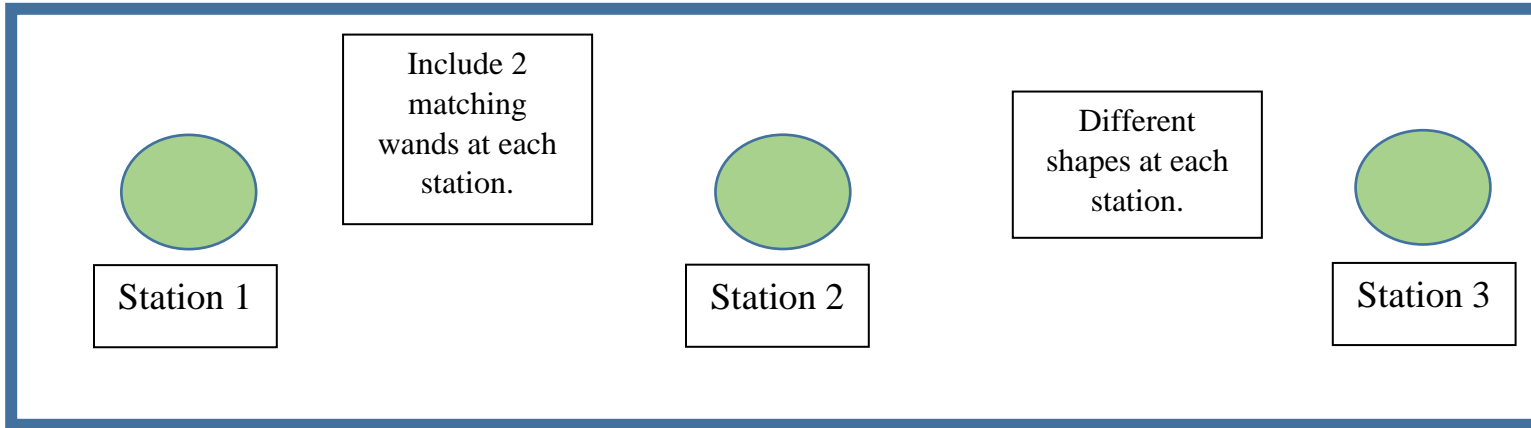 Include 2
matching
wands at each
station.
Different
shapes at each
station.
Station 1
Station 2
Station 3